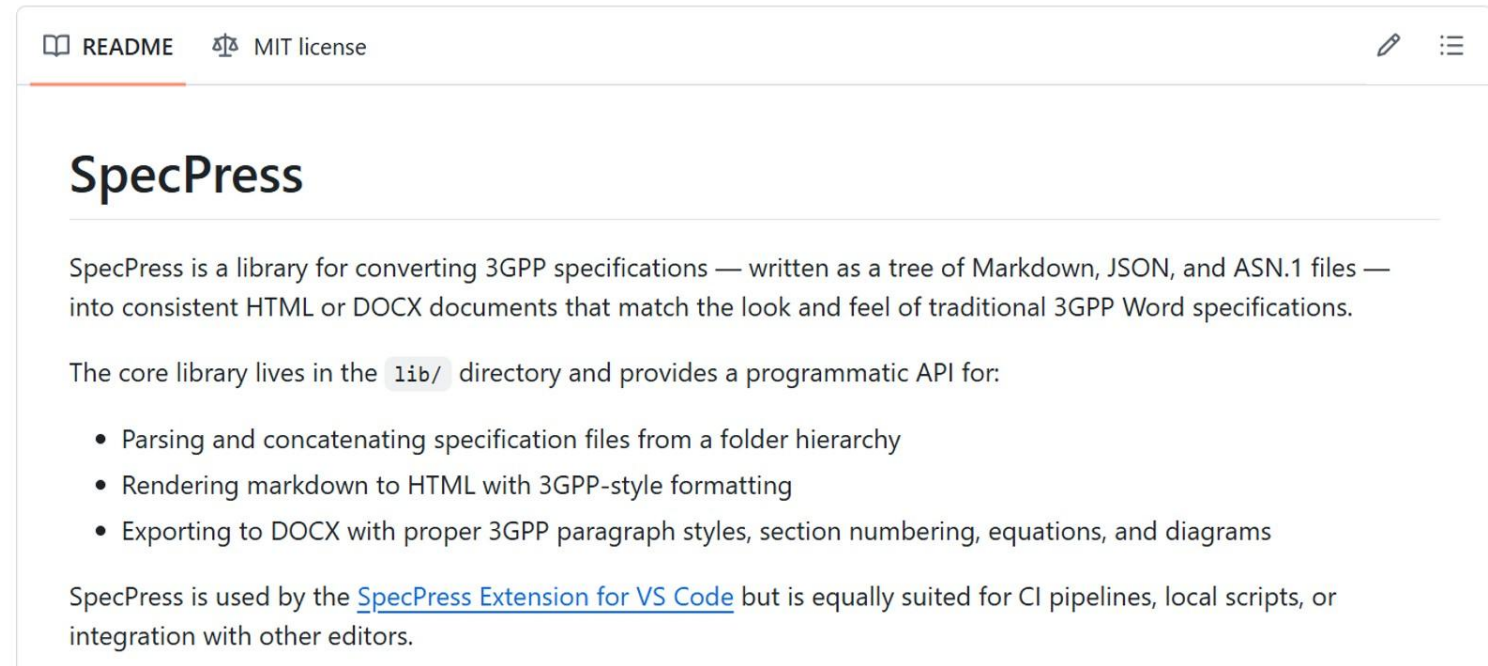 README MIT license
SpecPress
SpecPress is a library for converting 3GPP specifications — written as a tree of Markdown, JSON, and ASN.1 files —
into consistent HTML or DOCX documents that match the look and feel of traditional 3GPP Word specifications.
The core library lives in the lib/ directory and provides a programmatic API for:
• Parsing and concatenating specification files from a folder hierarchy
• Rendering markdown to HTML with 3GPP-style formatting
• Exporting to DOCX with proper 3GPP paragraph styles, section numbering, equations, and diagrams
SpecPress is used by the SpecPress Extension for VS Code but is equally suited for CI pipelines, local scripts, or
integration with other editors.